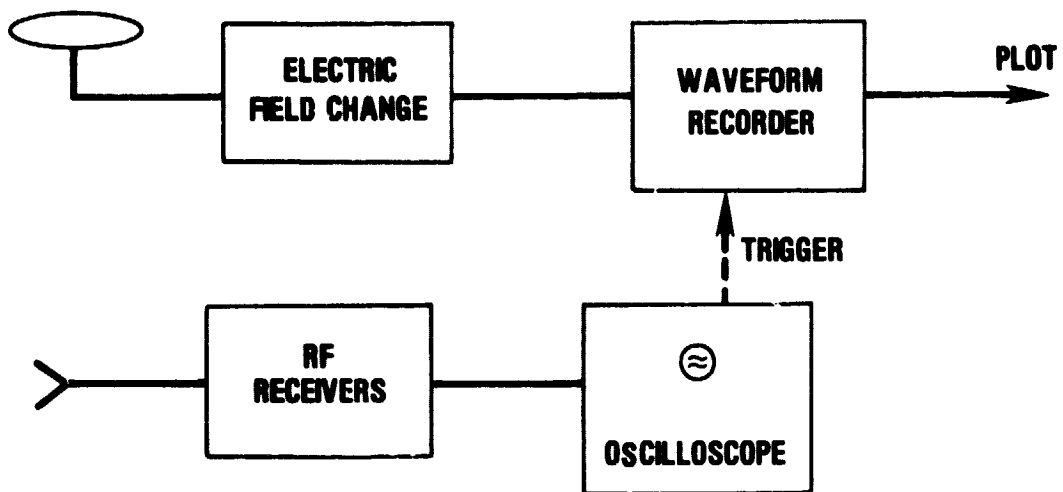 ELECTRIC
FIELD CHANGE
WAVEFORM
RECORDER
PLOT
TRIGGER
RF
RECEIVERS
OSCILLOSCOPE